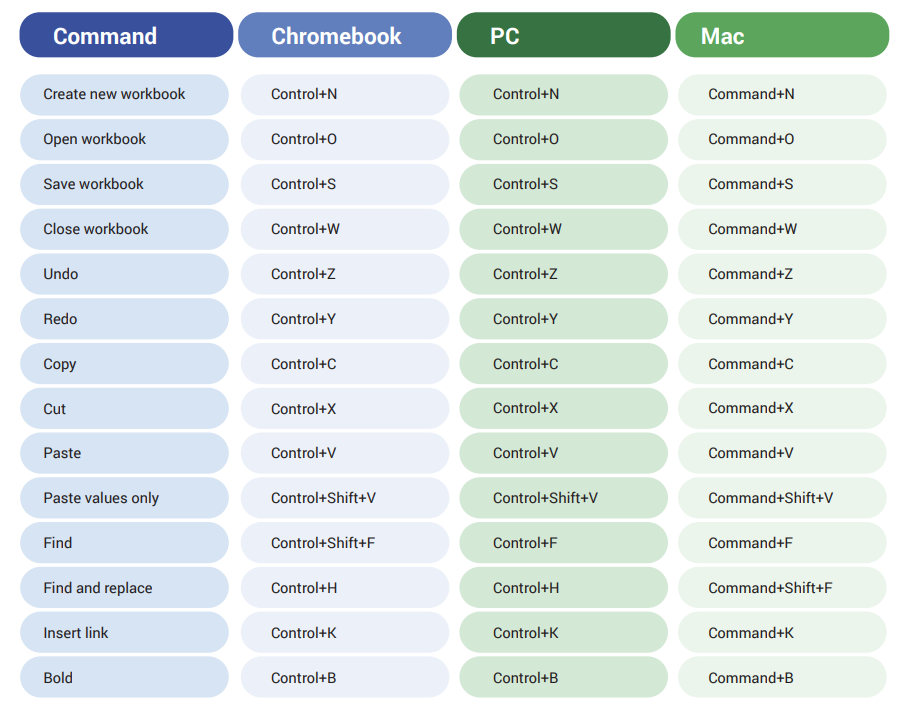 Command Chromebook PC Mac
Create new workbook Control+N Control+N Command+N
Open workbook Control+O Control+O Command+O
Save workbook Control+S Control+S Command+S
Close workbook Control+W Control+W Command+W
Undo Control+Z Control+Z Command+Z
Redo Control+Y Control+Y Command+Y
Copy Control+C Control+C Command+C
Cut Control+X Control+X Command+X
Paste Control+V Control+V Command+V
Paste values only Control+Shift+V Control+Shift+V Command+Shift+V
Find Control+Shift+F Control+F Command+F
Find and replace Control+H Control+H Command+Shift+F
Insert link Control+K Control+K Command+K
Bold Control+B Control+B Command+B